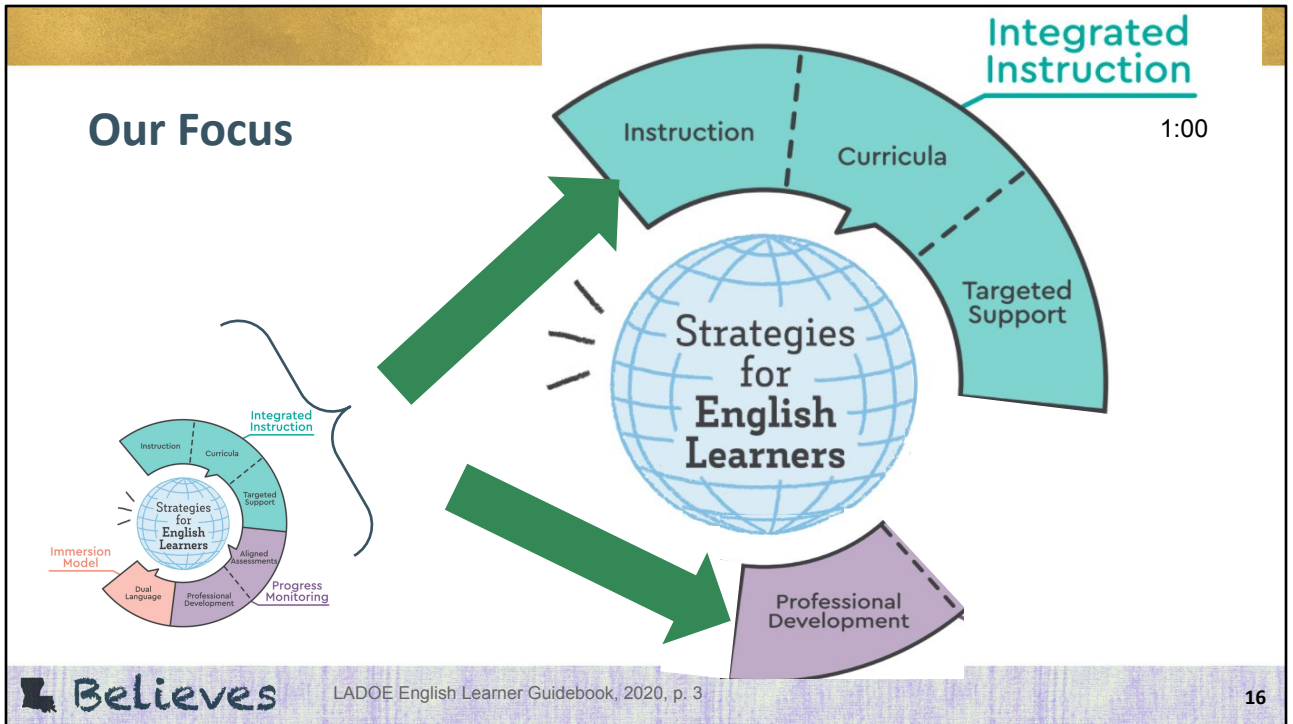 Our Focus
Integrated
Instruction
1:00
Instruction
Curricula
Targeted
Support
Strategies
for
English
Learners
Professional
Development
Integrated
Instruction
Instruction
Curricula
Targeted
Support
Strategies
for
English
Learners
Aligned
Assessments
Immersion
Model
Dual
Language
Professional
Development
Progress
Monitoring
Believes
LADOE English Learner Guidebook, 2020, p. 3
16